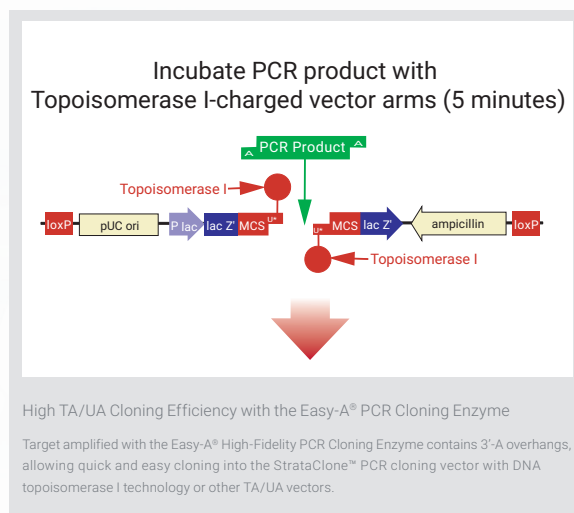 Incubate PCR product with
Topoisomerase I-charged vector arms (5 minutes)
A PCR Product A
Topoisomerase I
loxP pUC ori P lac lac Z' MCS U*
U* MCS lac Z' ampicillin loxP
Topoisomerase I
High TA/UA Cloning Efficiency with the Easy-A® PCR Cloning Enzyme
Target amplified with the Easy-A® High-Fidelity PCR Cloning Enzyme contains 3’-A overhangs,
allowing quick and easy cloning into the StrataClone™ PCR cloning vector with DNA
topoisomerase I technology or other TA/UA vectors.